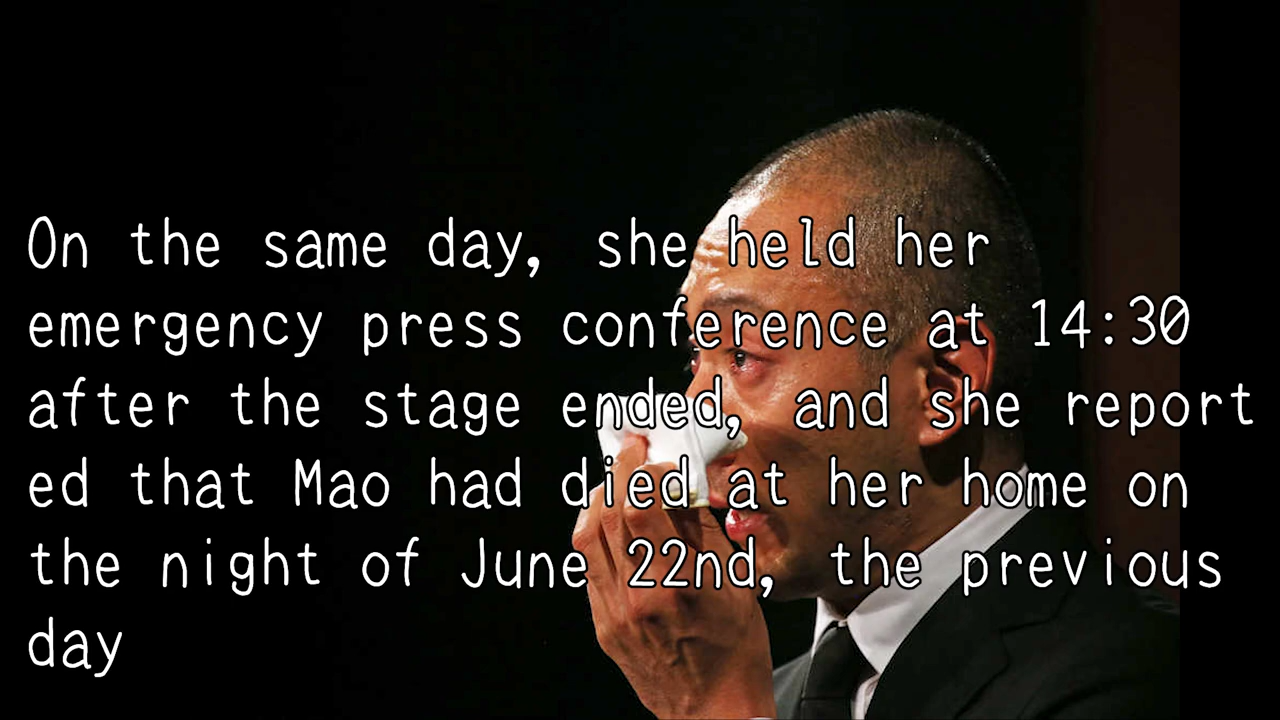 On the same day, she held her
emergency press conference at 14:30
after the stage ended, and she report
ed that Mao had died at her home on
the night of June 22nd, the previous
day